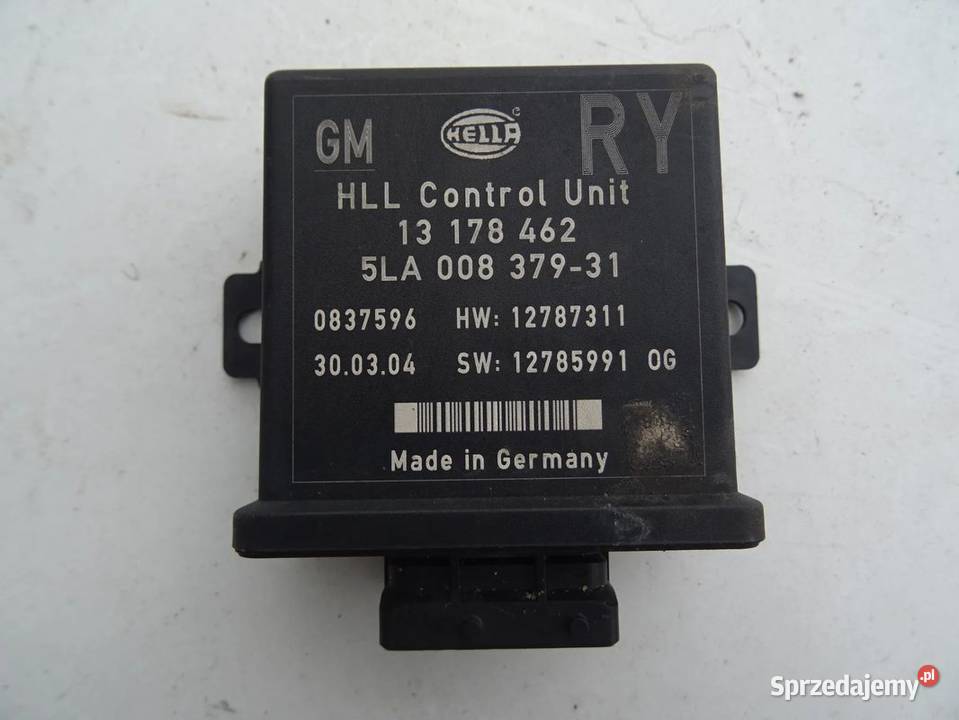 GM HELLA ® RY
HLL Control Unit
13 178 462
5LA 008 379-31
0837596 HW: 12787311
30.03.04 SW: 12785991 OG
Made in Germany
Sprzedajemy.pl